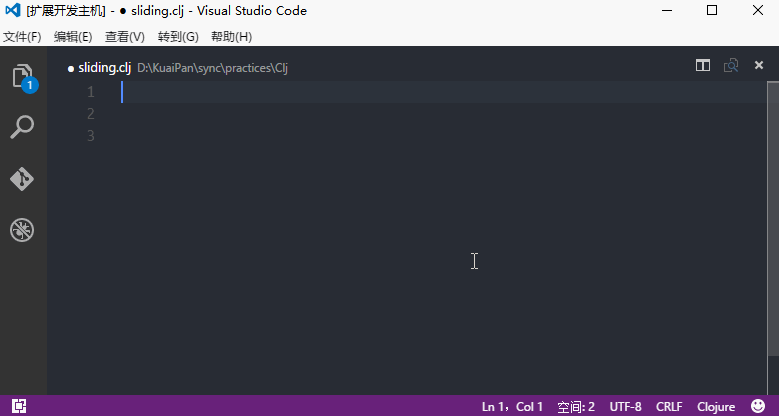 [扩展开发主机] - ● sliding.clj - Visual Studio Code
文件(F) 编辑(E) 查看(V) 转到(G) 帮助(H)
● sliding.clj D:\KuaiPan\sync\practices\Clj
1
1
2
3
Ln 1, Col 1 空间: 2 UTF-8 CRLF Clojure